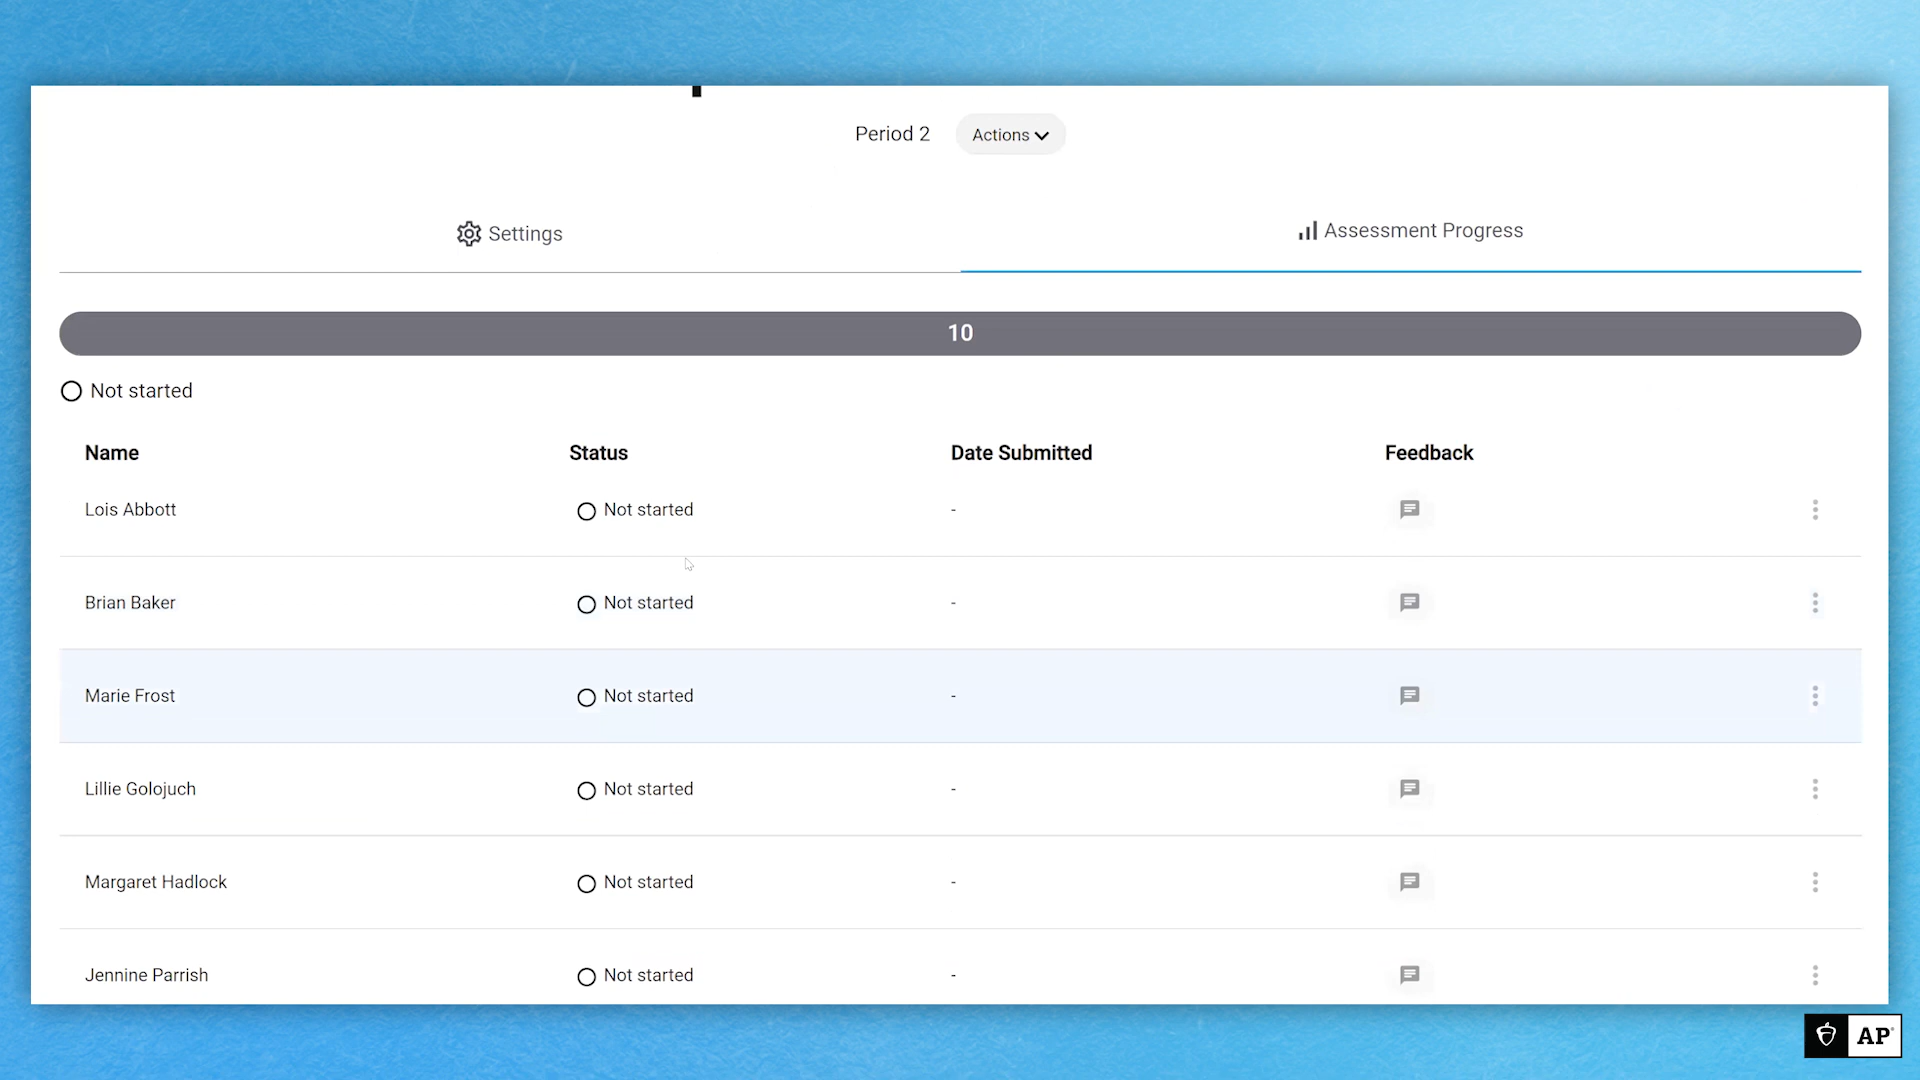 Period 2 Actions
Settings Assessment Progress
10
Not started
Name Status Date Submitted Feedback
Lois Abbott Not started -
Brian Baker Not started -
Marie Frost Not started -
Lillie Golojuch Not started -
Margaret Hadlock Not started -
Jennine Parrish Not started -
AP®